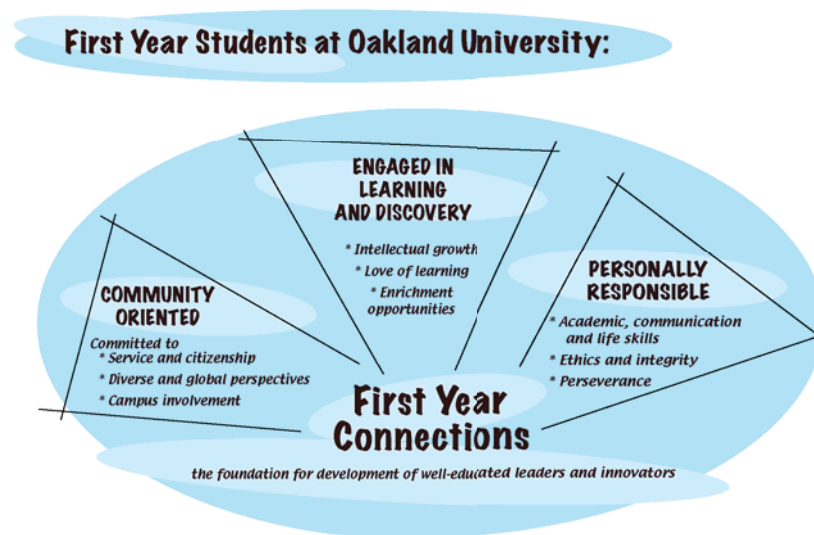 First Year Students at Oakland University:
ENGAGED IN
LEARNING
AND DISCOVERY
* Intellectual growth
* Love of learning
* Enrichment
opportunities
COMMUNITY
ORIENTED
Committed to
* Service and citizenship
* Diverse and global perspectives
* Campus involvement
PERSONALLY
RESPONSIBLE
* Academic, communication
and life skills
* Ethics and integrity
* Perseverance
First Year
Connections
the foundation for development of well-educated leaders and innovators